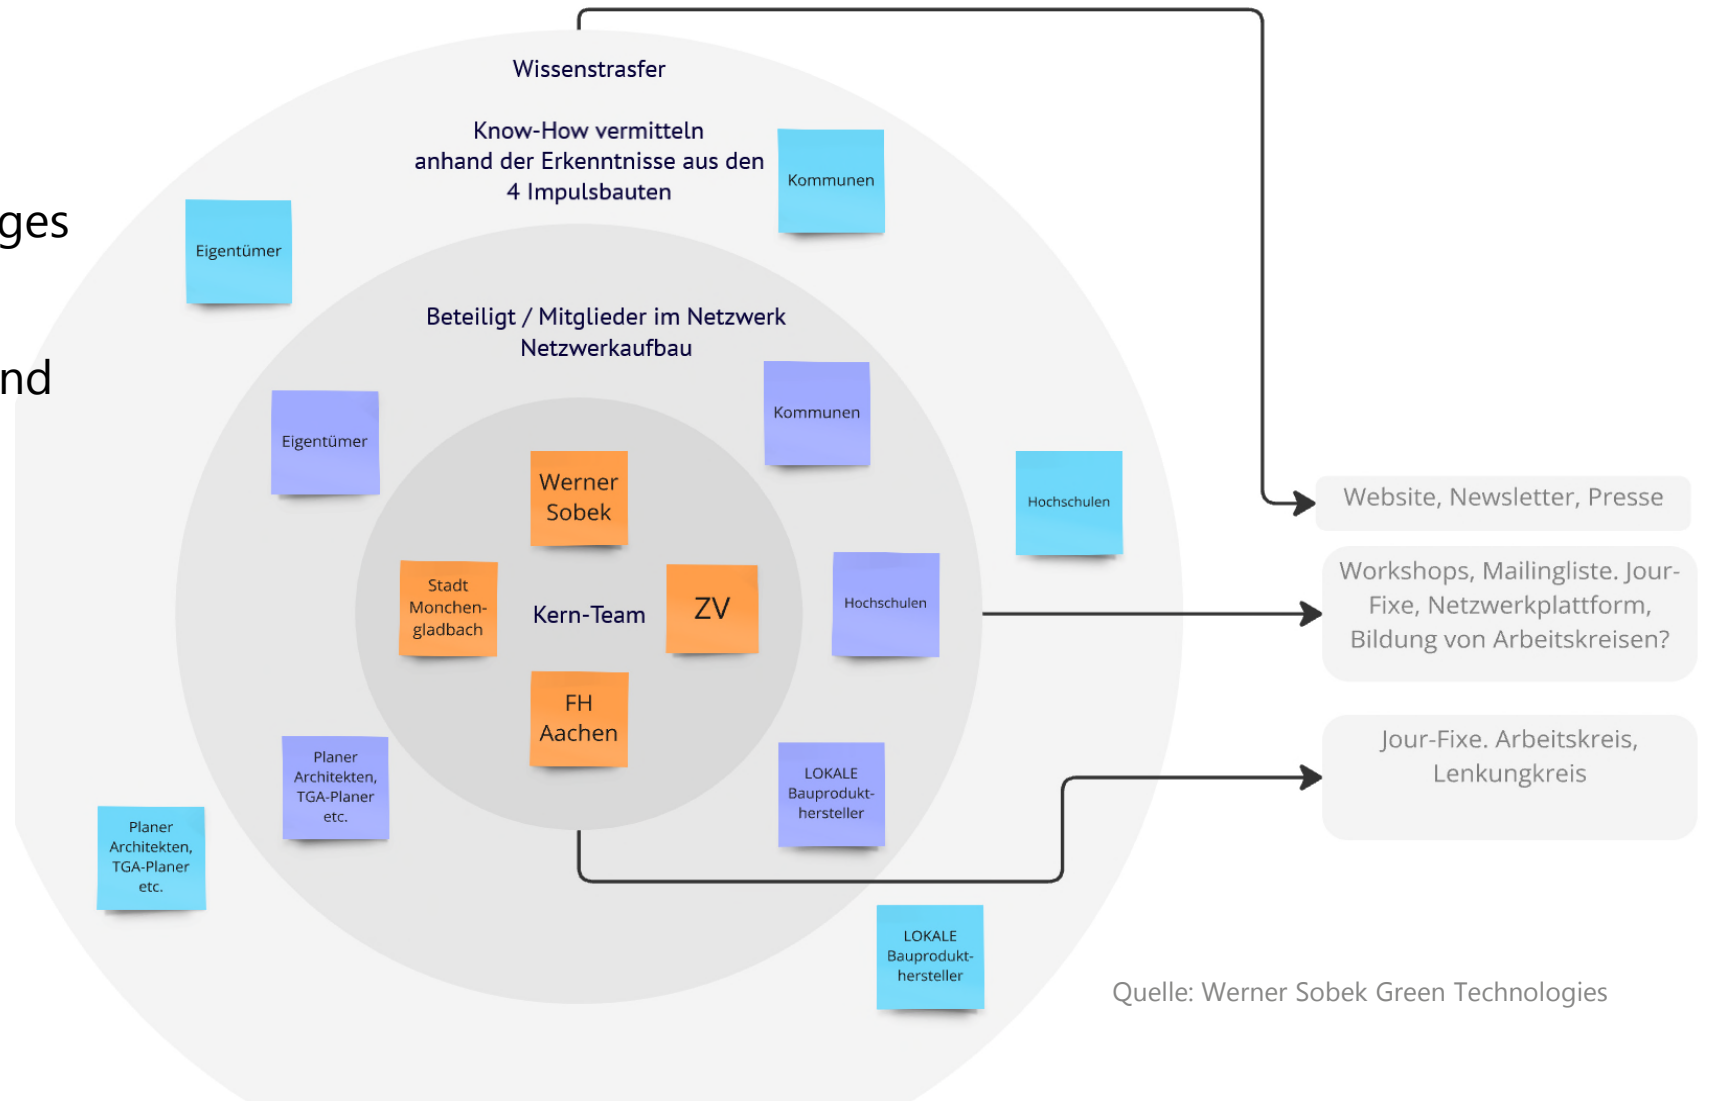 Wissenstrasfer
Know-How vermitteln
anhand der Erkenntnisse aus den
4 Impulsbauten
Kommunen
Eigentümer
ges
nd
Beteiligt / Mitglieder im Netzwerk
Netzwerkaufbau
Kommunen
Eigentümer
Werner
Sobek
Hochschulen
Stadt
Monchen-
gladbach
Kern-Team
ZV
Hochschulen
FH
Aachen
Planer
Architekten,
TGA-Planer
etc.
LOKALE
Bauprodukt-
hersteller
Planer
Architekten,
TGA-Planer
etc.
LOKALE
Bauprodukt-
hersteller
Website, Newsletter, Presse
Workshops, Mailingliste. Jour-
Fixe, Netzwerkplattform,
Bildung von Arbeitskreisen?
Jour-Fixe. Arbeitskreis,
Lenkungkreis
Quelle: Werner Sobek Green Technologies